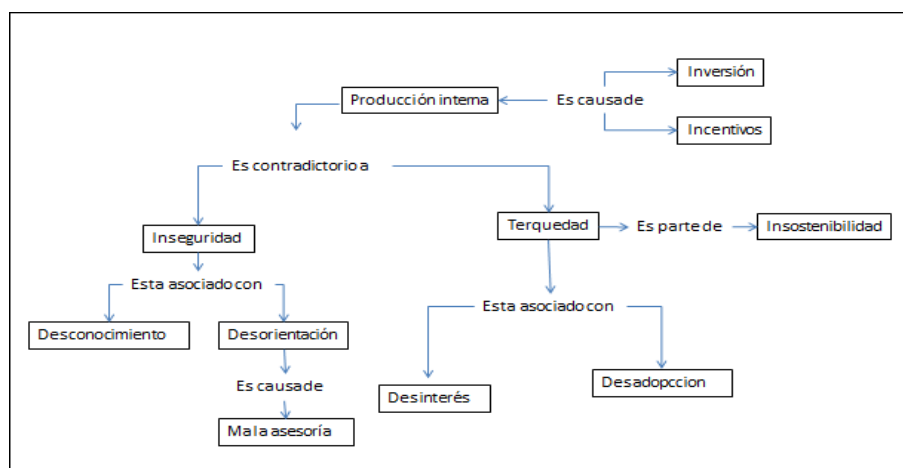 Inversión
Producción interna
Es causa de
Incentivos
Es contradictorio a
Terquedad
Es parte de
Insostenibilidad
Inseguridad
Esta asociado con
Esta asociado con
Desconocimiento
Desorientación
Es causa de
Desinterés
Desadopccion
Mala asesoría